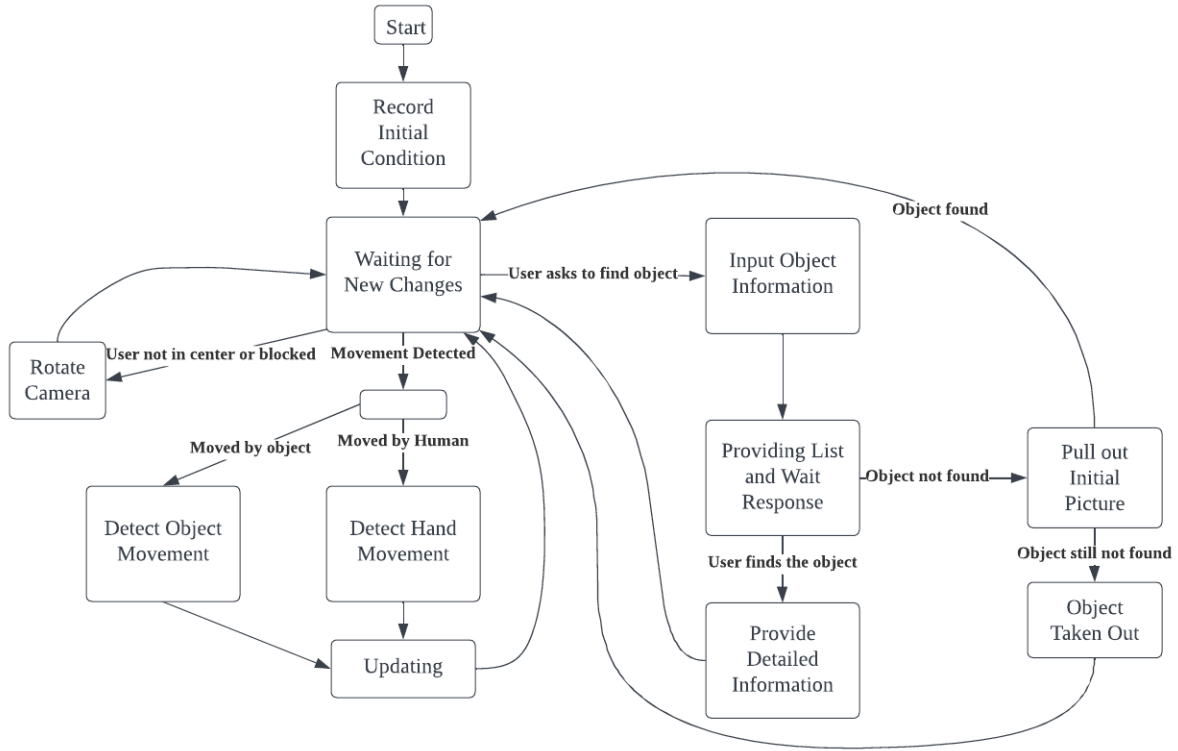 Start
Record
Initial
Condition
Object found
Waiting for
New Changes
User asks to find object
Input Object
Information
User not in center or blocked
Movement Detected
Rotate
Camera
Moved by object
Moved by Human
Providing List
and Wait
Response
Object not found
Pull out
Initial
Picture
Detect Object
Movement
Detect Hand
Movement
User finds the object
Object still not found
Updating
Provide
Detailed
Information
Object
Taken Out